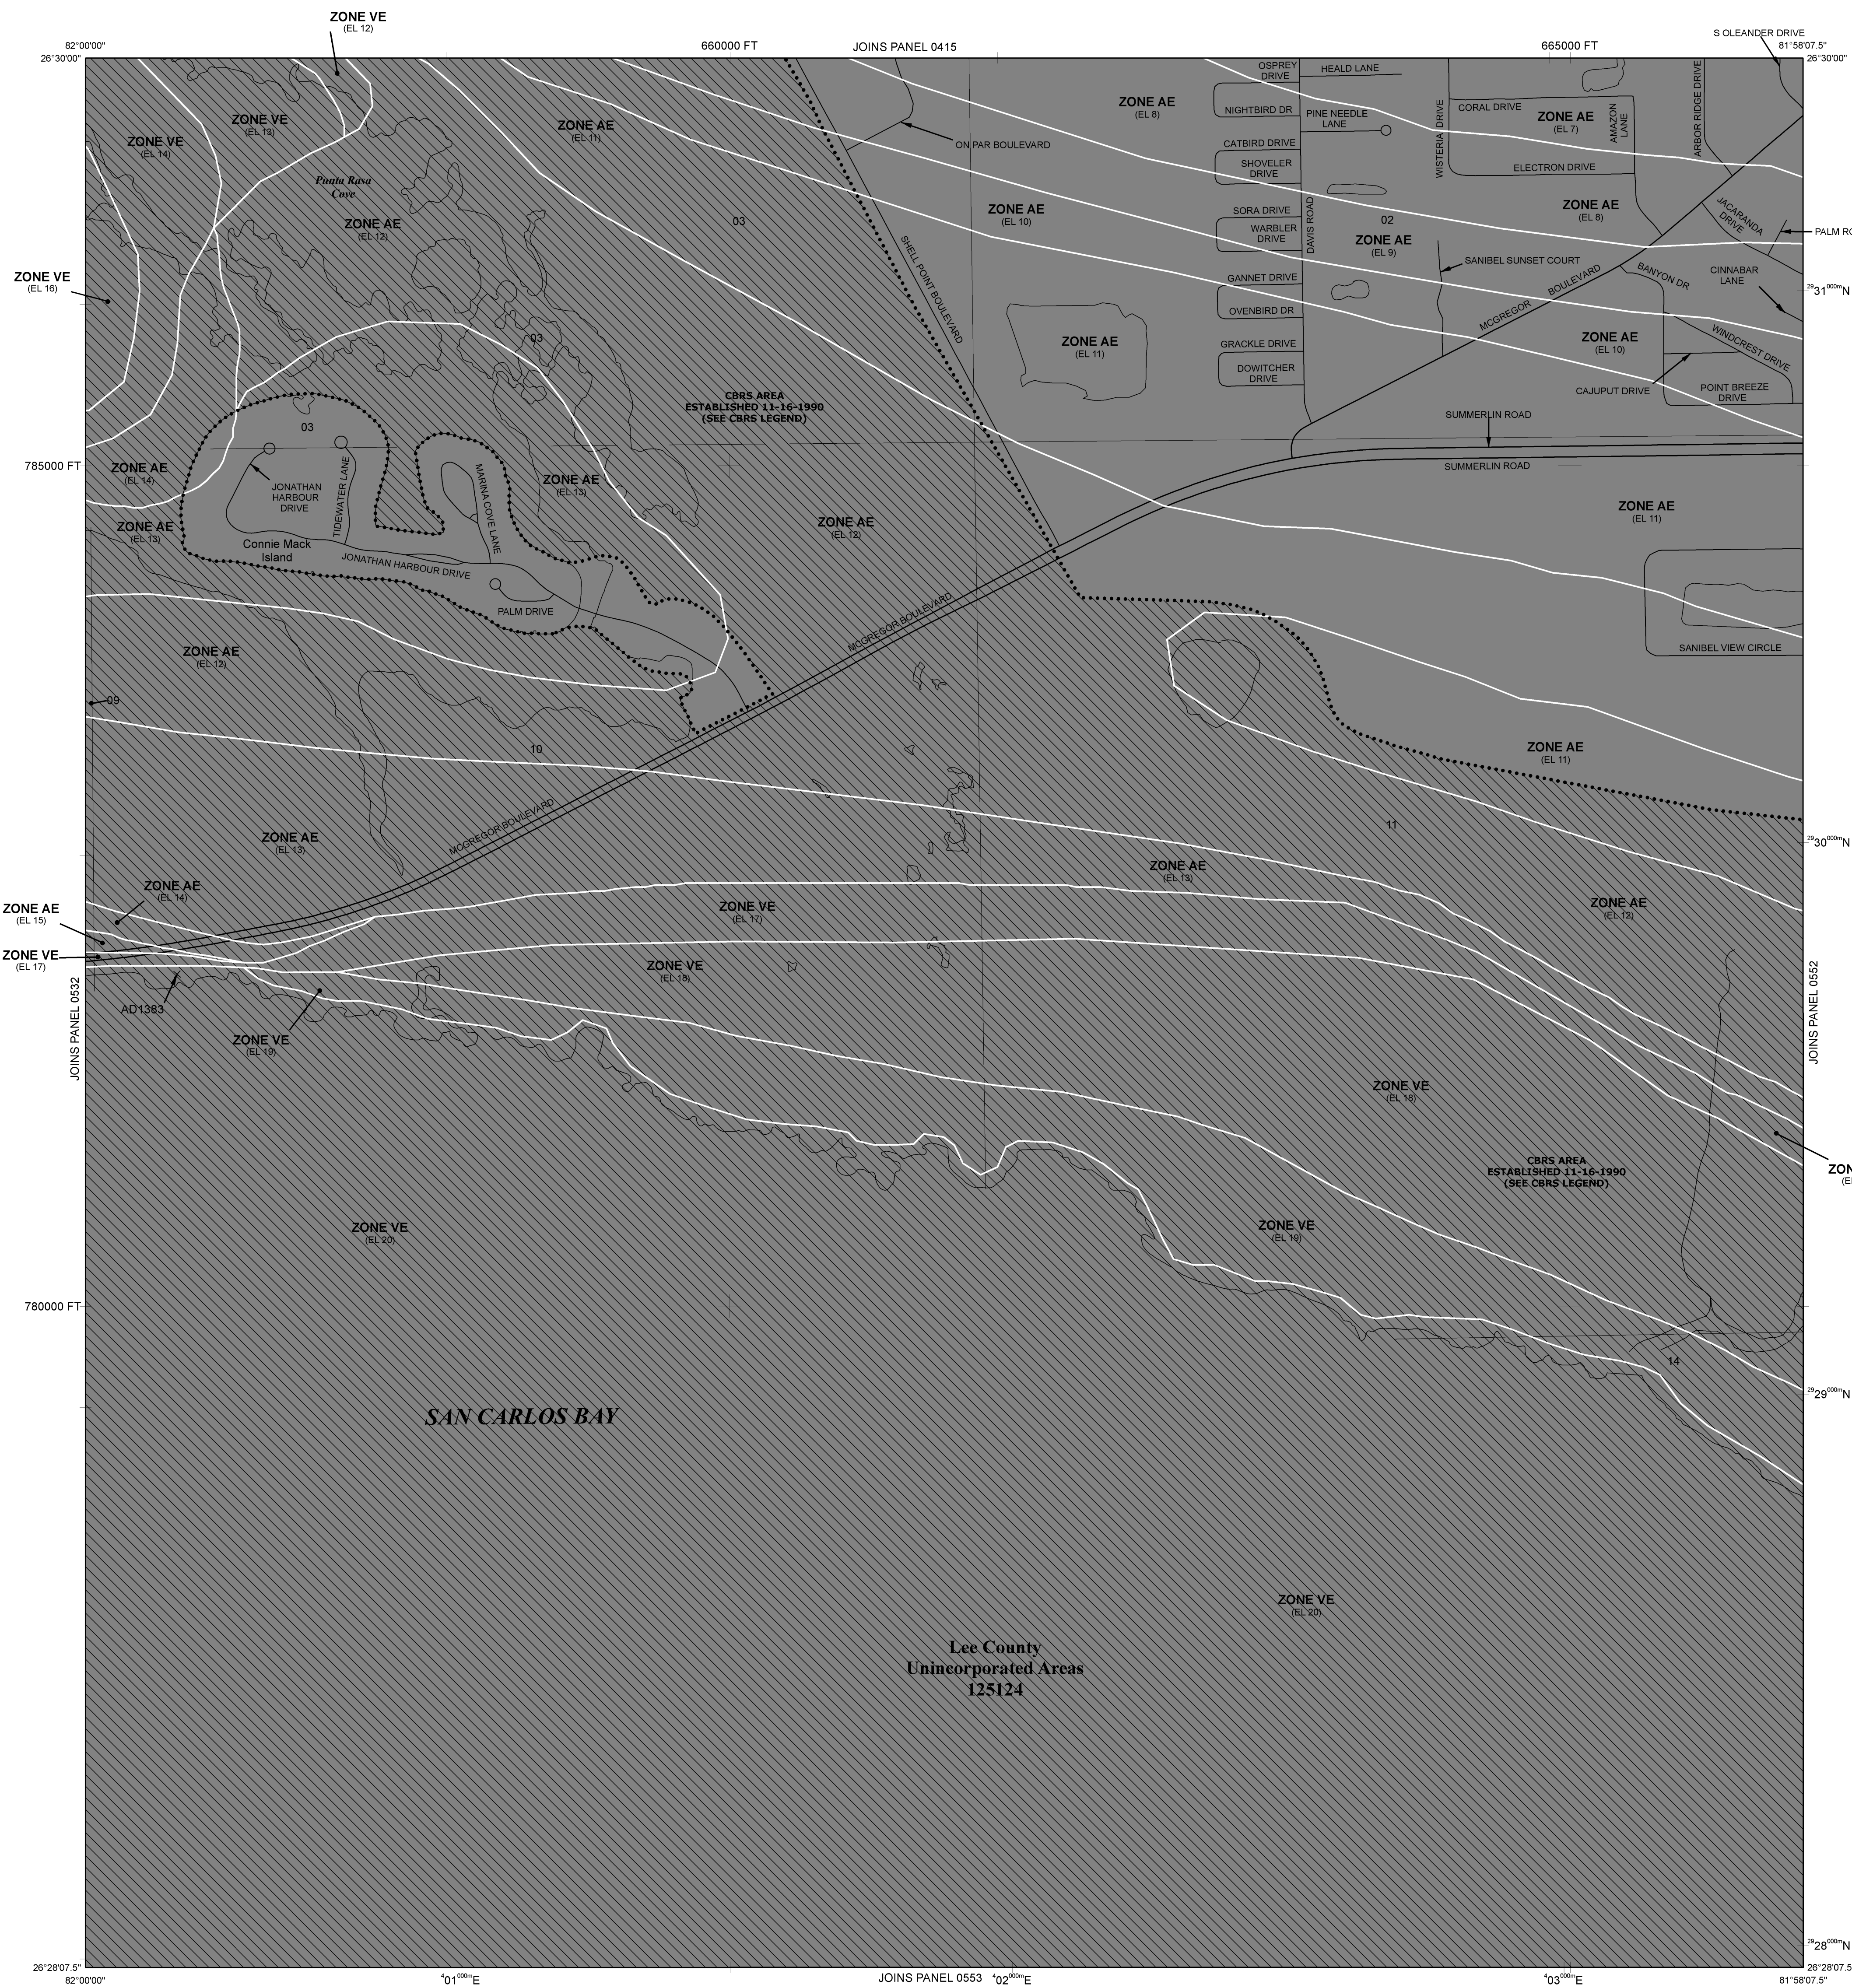 ZONE VE
(EL 12)
S OLEANDER DRIVE
82°00'00"
660000 FT
JOINS PANEL 0415
665000 FT
81°58'07.5"
26°30'00"
26°30'00"
OSPREY
DRIVE
HEALD LANE
ZONE AE
(EL 8)
NIGHTBIRD DR
PINE NEEDLE
LANE
WISTERIA DRIVE
CORAL DRIVE
ZONE AE
(EL 7)
AMAZON
LANE
ARBOR RIDGE DRIVE
ZONE VE
(EL 13)
ZONE VE
(EL 14)
ZONE AE
(EL 11)
ON PAR BOULEVARD
CATBIRD DRIVE
SHOVELER
DRIVE
ELECTRON DRIVE
Punta Rasa
Cove
ZONE AE
(EL 12)
03
ZONE AE
(EL 10)
SORA DRIVE
WARBLER
DRIVE
DAVIS ROAD
02
ZONE AE
(EL 9)
ZONE AE
(EL 8)
JACARANDA
DRIVE
PALM RO
SHELL POINT BOULEVARD
SANIBEL SUNSET COURT
ZONE VE
(EL 16)
GANNET DRIVE
OVENBIRD DR
MCGREGOR BOULEVARD
BANYON DR
CINNABAR
LANE
2931000mN
03
ZONE AE
(EL 11)
GRACKLE DRIVE
DOWITCHER
DRIVE
ZONE AE
(EL 10)
WINDCREST DRIVE
CAJUPUT DRIVE
POINT BREEZE
DRIVE
CBRS AREA
ESTABLISHED 11-16-1990
(SEE CBRS LEGEND)
SUMMERLIN ROAD
03
785000 FT
ZONE AE
(EL 14)
JONATHAN
HARBOUR
DRIVE
TIDEWATER LANE
MARINA COVE LANE
ZONE AE
(EL 13)
SUMMERLIN ROAD
ZONE AE
(EL 13)
Connie Mack
Island
ZONE AE
(EL 12)
ZONE AE
(EL 11)
JONATHAN HARBOUR DRIVE
PALM DRIVE
MCGREGOR BOULEVARD
ZONE AE
(EL 12)
SANIBEL VIEW CIRCLE
09
10
ZONE AE
(EL 11)
MCGREGOR BOULEVARD
ZONE AE
(EL 13)
11
2930000mN
ZONE AE
(EL 13)
ZONE AE
(EL 14)
ZONE AE
(EL 15)
ZONE VE
(EL 17)
ZONE AE
(EL 12)
ZONE VE
(EL 17)
ZONE VE
(EL 18)
JOINS PANEL 0532
AD1383
ZONE VE
(EL 19)
JOINS PANEL 0552
ZONE VE
(EL 18)
CBRS AREA
ESTABLISHED 11-16-1990
(SEE CBRS LEGEND)
ZON
(E
ZONE VE
(EL 20)
ZONE VE
(EL 19)
780000 FT
14
2929000mN
SAN CARLOS BAY
ZONE VE
(EL 20)
Lee County
Unincorporated Areas
125124
2928000mN
26°28'07.5"
26°28'07.5
82°00'00"
401000mE
JOINS PANEL 0553
402000mE
403000mE
81°58'07.5"